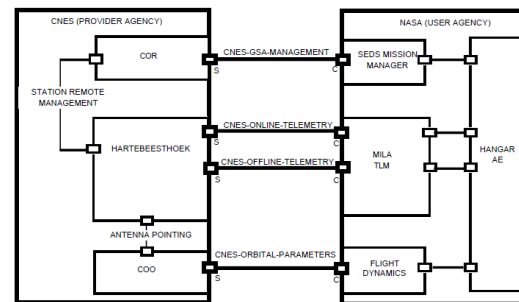 CNES (PROVIDER AGENCY)
NASA (USER AGENCY)
COR
CNES-GSA-MANAGEMENT
S
C
SEDS MISSION
MANAGER
STATION REMOTE
MANAGEMENT
HARTEBEESTHOEK
CNES-ONLINE-TELEMETRY
S
C
CNES-OFFLINE-TELEMETRY
S
C
MILA
TLM
HANGAR
AE
ANTENNA POINTING
COO
CNES-ORBITAL-PARAMETERS
S
C
FLIGHT
DYNAMICS